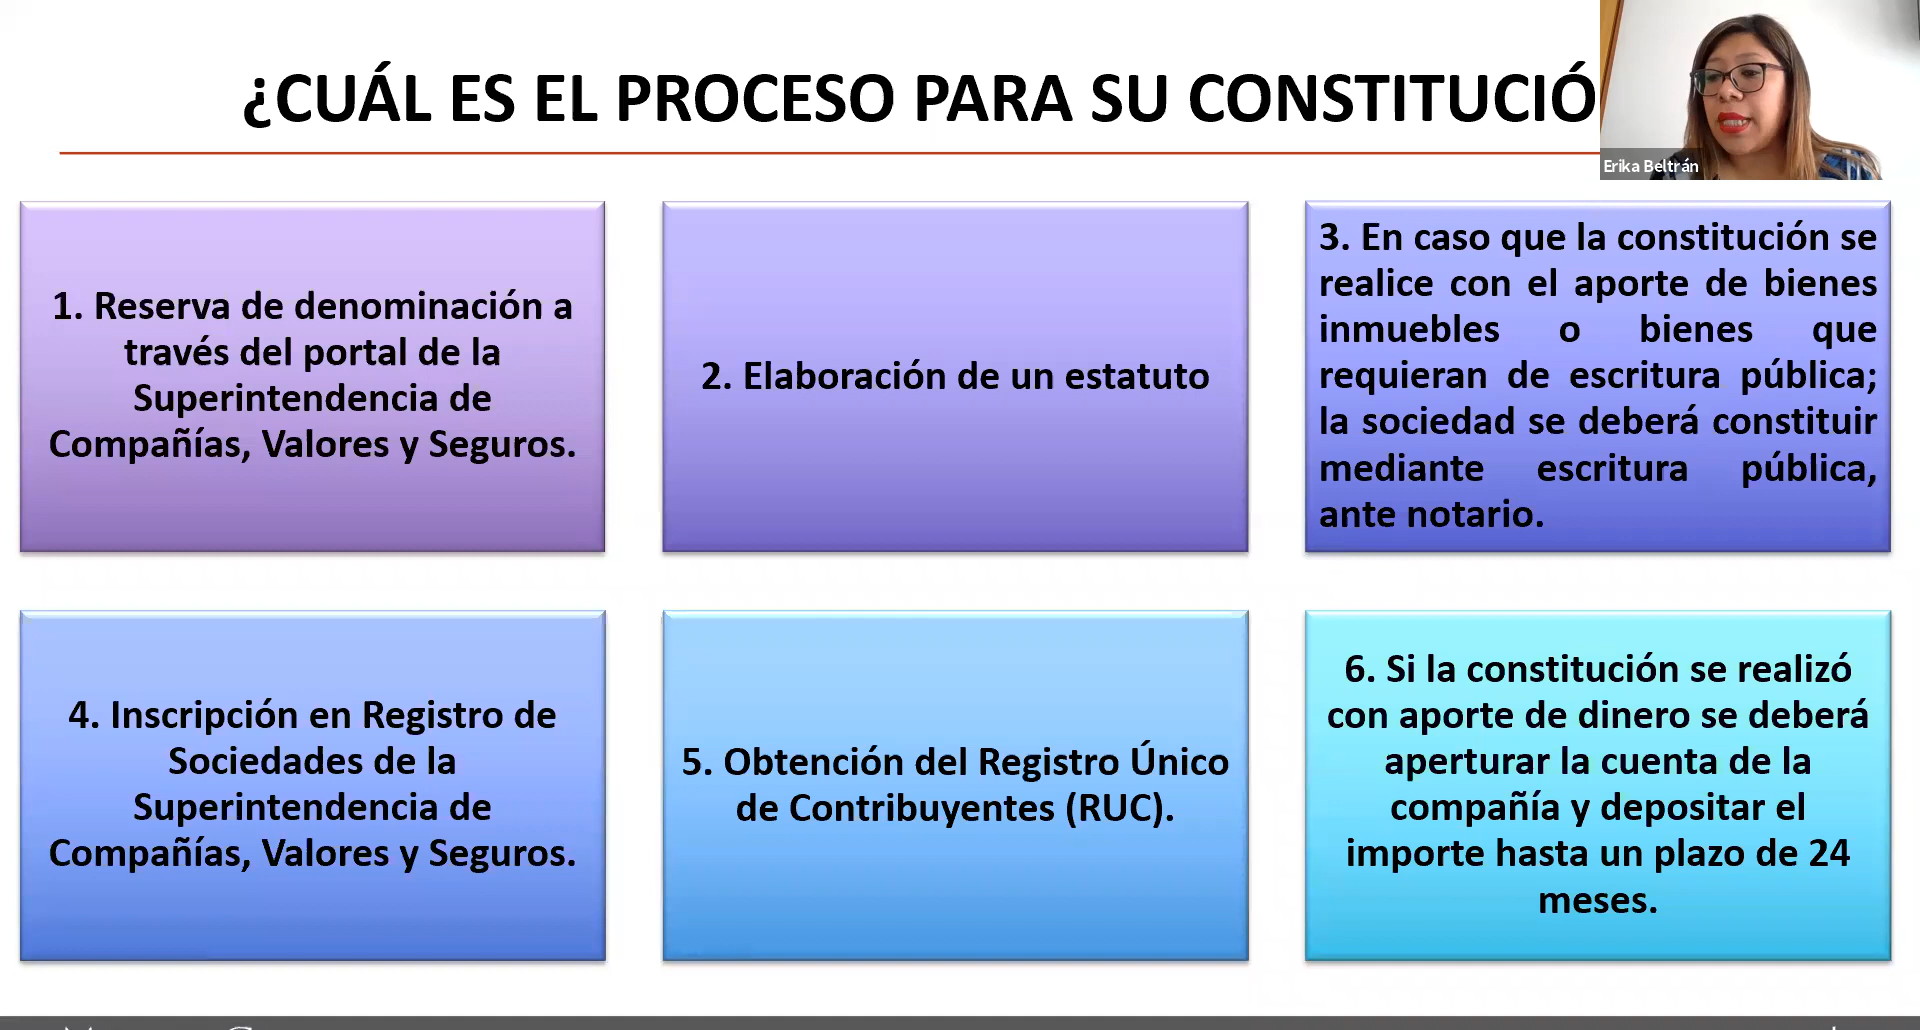 ¿CUÁL ES EL PROCESO PARA SU CONSTITUCIÓ
Erika Beltrán
1. Reserva de denominación a
través del portal de la
Superintendencia de
Compañías, Valores y Seguros.
2. Elaboración de un estatuto
3. En caso que la constitución se
realice con el aporte de bienes
inmuebles o bienes que
requieran de escritura pública;
la sociedad se deberá constituir
mediante escritura pública,
ante notario.
4. Inscripción en Registro de
Sociedades de la
Superintendencia de
Compañías, Valores y Seguros.
5. Obtención del Registro Único
de Contribuyentes (RUC).
6. Si la constitución se realizó
con aporte de dinero se deberá
aperturar la cuenta de la
compañía y depositar el
importe hasta un plazo de 24
meses.